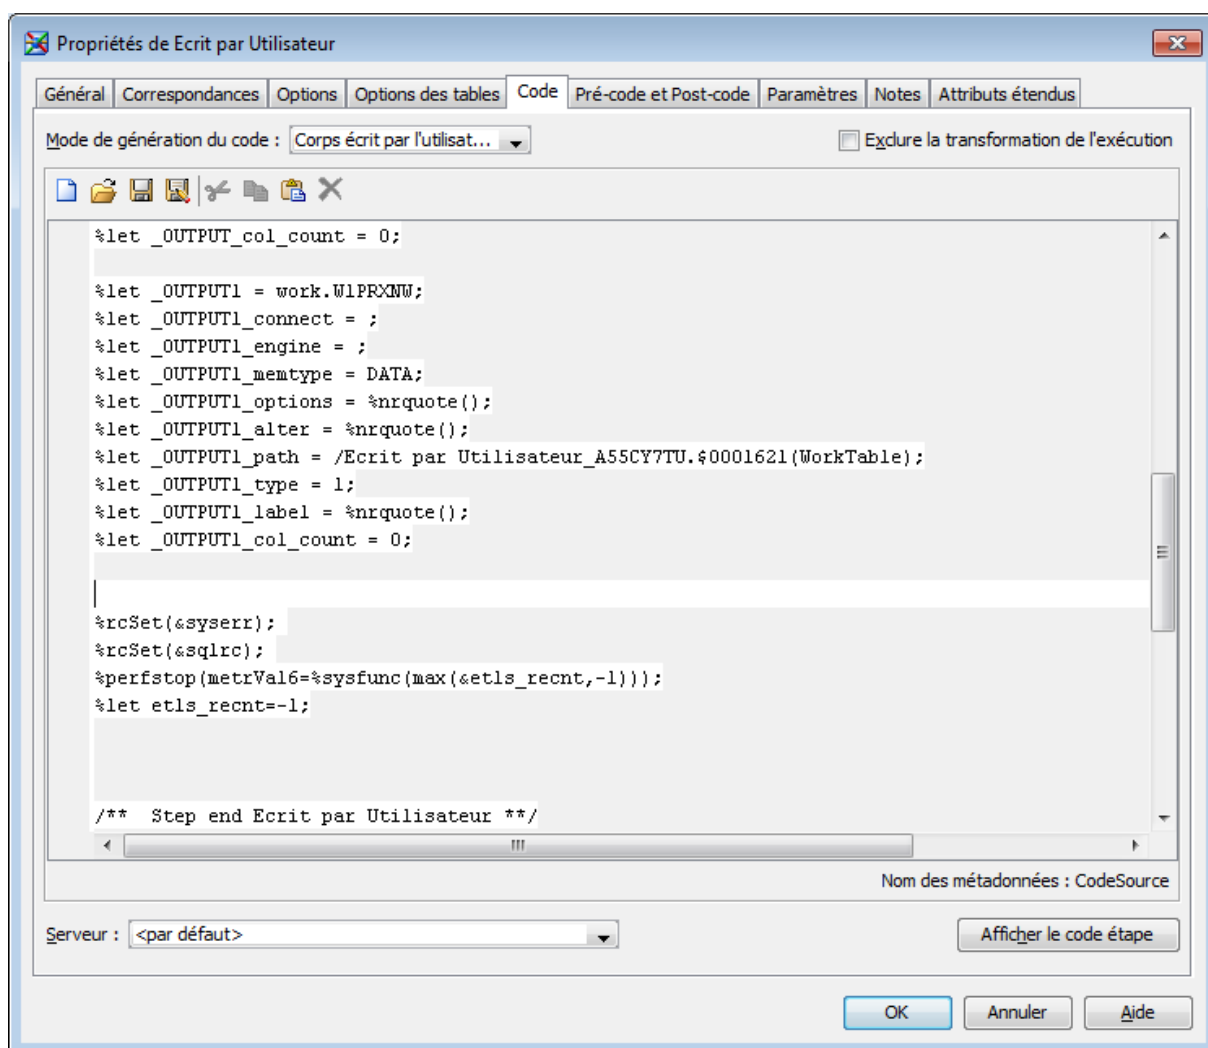 Propriétés de Ecrit par Utilisateur
Général Correspondances Options Options des tables Code Pré-code et Post-code Paramètres Notes Attributs étendus
Mode de génération du code : Corps écrit par l'utilisat... Exclure la transformation de l'exécution
%let _OUTPUT_col_count = 0;
%let _OUTPUT1 = work.W1PRXNW;
%let _OUTPUT1_connect = ;
%let _OUTPUT1_engine = ;
%let _OUTPUT1_memtype = DATA;
%let _OUTPUT1_options = %nrquote();
%let _OUTPUT1_alter = %nrquote();
%let _OUTPUT1_path = /Ecrit par Utilisateur_A55CY7TU.$0001621(WorkTable);
%let _OUTPUT1_type = 1;
%let _OUTPUT1_label = %nrquote();
%let _OUTPUT1_col_count = 0;
%rcSet(&syserr);
%rcSet(&sqlrc);
%perfstop(metrVal6=%sysfunc(max(&etls_recnt,-1)));
%let etls_recnt=-1;
/**  Step end Ecrit par Utilisateur **/
Nom des métadonnées : CodeSource
Serveur : <par défaut> Afficher le code étape
OK Annuler Aide